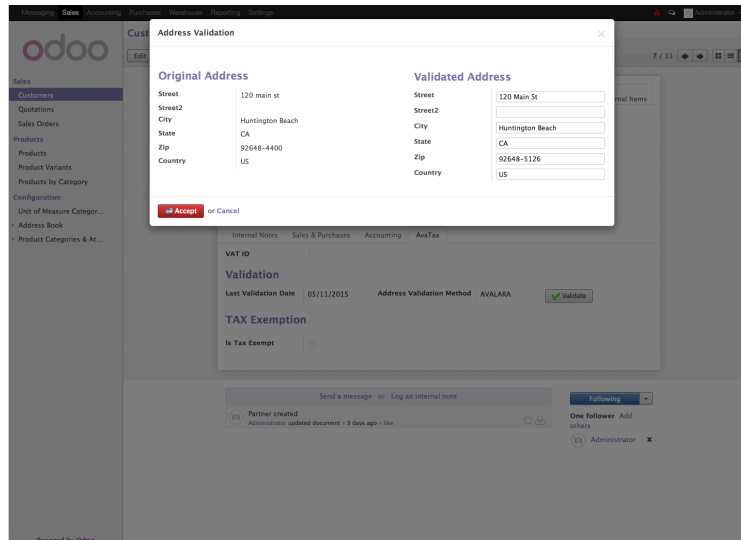 Messaging Sales Accounting Purchases Warehouse Reporting Settings Administrator
odoo
Cust
Edit
7 / 11
Sales
Customers
Quotations
Sales Orders
Products
Products
Product Variants
Products by Category
Configuration
Unit of Measure Categor...
Address Book
Product Categories & At...
Address Validation
Original Address
Street 120 main st
Street2
City Huntington Beach
State CA
Zip 92648-4400
Country US
Validated Address
Street 120 Main St
Street2
City Huntington Beach
State CA
Zip 92648-5126
Country US
Accept or Cancel
rnal Items
Internal Notes Sales & Purchases Accounting AvaTax
VAT ID
Validation
Last Validation Date 05/11/2015 Address Validation Method AVALARA Validate
TAX Exemption
Is Tax Exempt
Send a message or Log an internal note
Partner created
Administrator updated document • 3 days ago • like
Following
One follower Add
others
Administrator X
Powered by Odoo